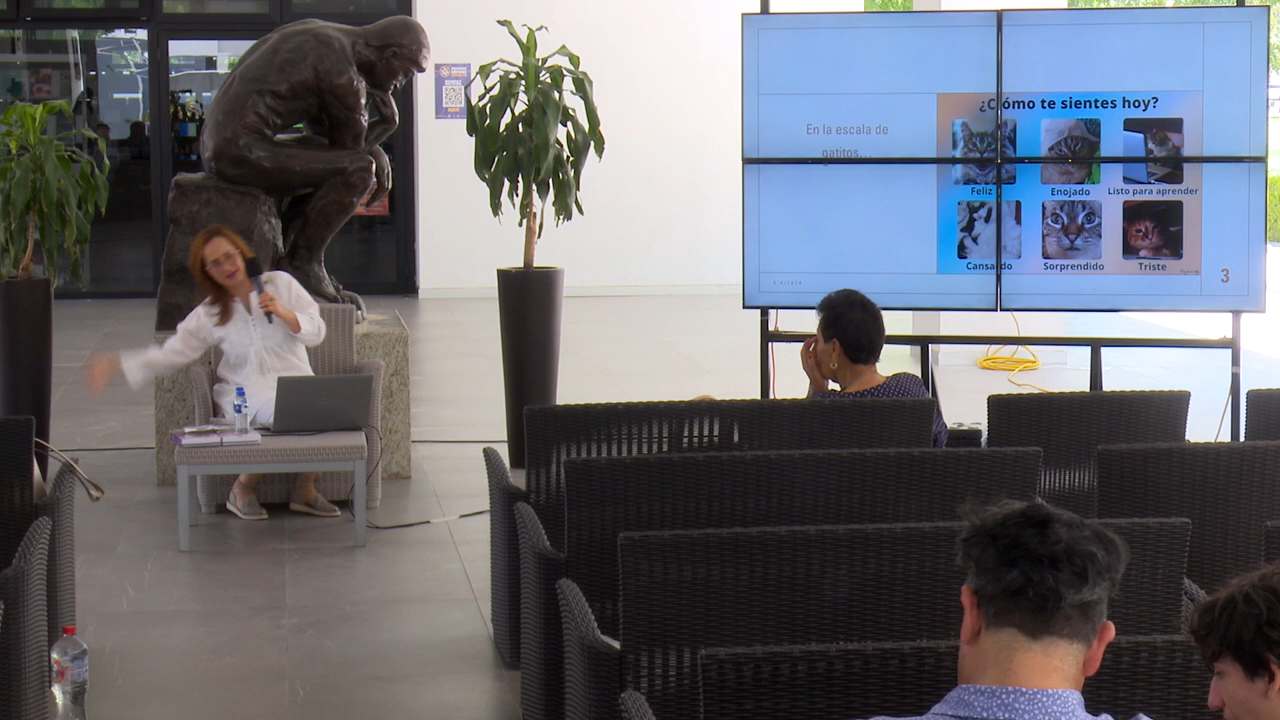 En la escala de
gatitos...
¿Cómo te sientes hoy?
Feliz
Enojado
Listo para aprender
Cansado
Sorprendido
Triste
3